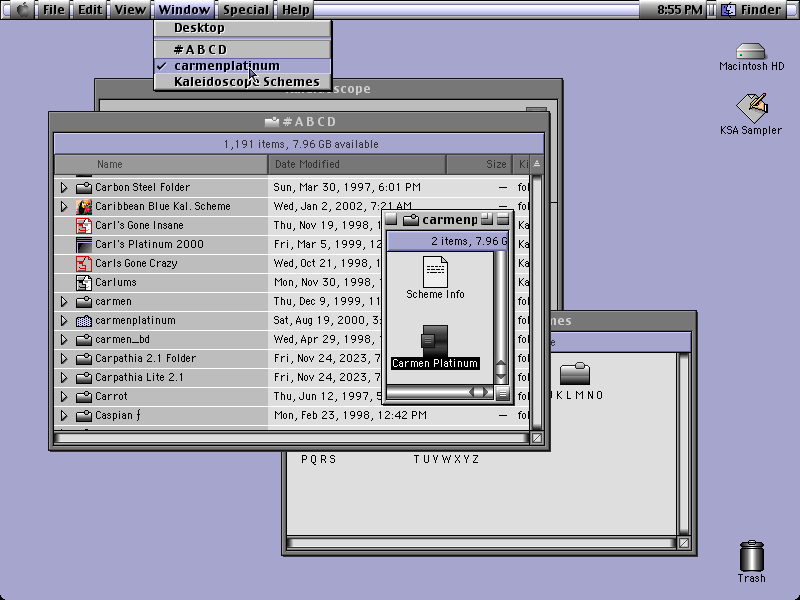 File Edit View Window Special Help 8:55 PM Finder
Desktop
#ABCD
✓ carmenplatinum
Kaleidoscope Schemes
Macintosh HD
KSA Sampler
Trash
eidoscope
#ABCD
1,191 items, 7.96 GB available
Name Date Modified Size Ki
Carbon Steel Folder Sun, Mar 30, 1997, 6:01 PM — fol
Caribbean Blue Kal. Scheme Wed, Jan 2, 2002, 7:21 AM
Carl's Gone Insane Thu, Nov 19, 1998, Ka
Carl's Platinum 2000 Fri, Mar 5, 1999, 12 Ka
Carls Gone Crazy Wed, Oct 21, 1998, 1 Ka
Carlums Mon, Nov 30, 1998, Ka
carmen Thu, Dec 9, 1999, 11 fol
carmenplatinum Sat, Aug 19, 2000, 3: fol
carmen_bd Wed, Apr 29, 1998, fol
Carpathia 2.1 Folder Fri, Nov 24, 2023, 7 fol
Carpathia Lite 2.1 Fri, Nov 24, 2023, 7 fol
Carrot Thu, Jun 12, 1997, 5 fol
Caspian ƒ Mon, Feb 23, 1998, 12:42 PM — fol
carmenp
2 items, 7.96 G
Scheme Info
Carmen Platinum
mes
e
JKLMNO
PQRS TUVWXYZ